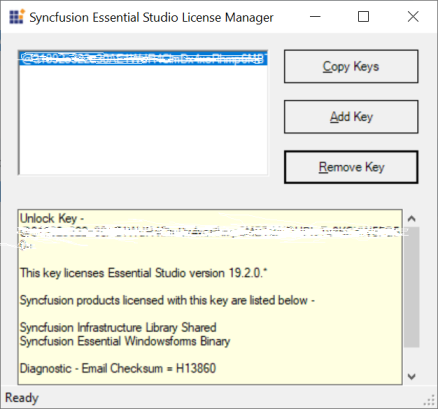 Syncfusion Essential Studio License Manager
Copy Keys
Add Key
Remove Key
Unlock Key -
This key licenses Essential Studio version 19.2.0.*
Syncfusion products licensed with this key are listed below -
Syncfusion Infrastructure Library Shared
Syncfusion Essential Windowsforms Binary
Diagnostic - Email Checksum = H13860
Ready